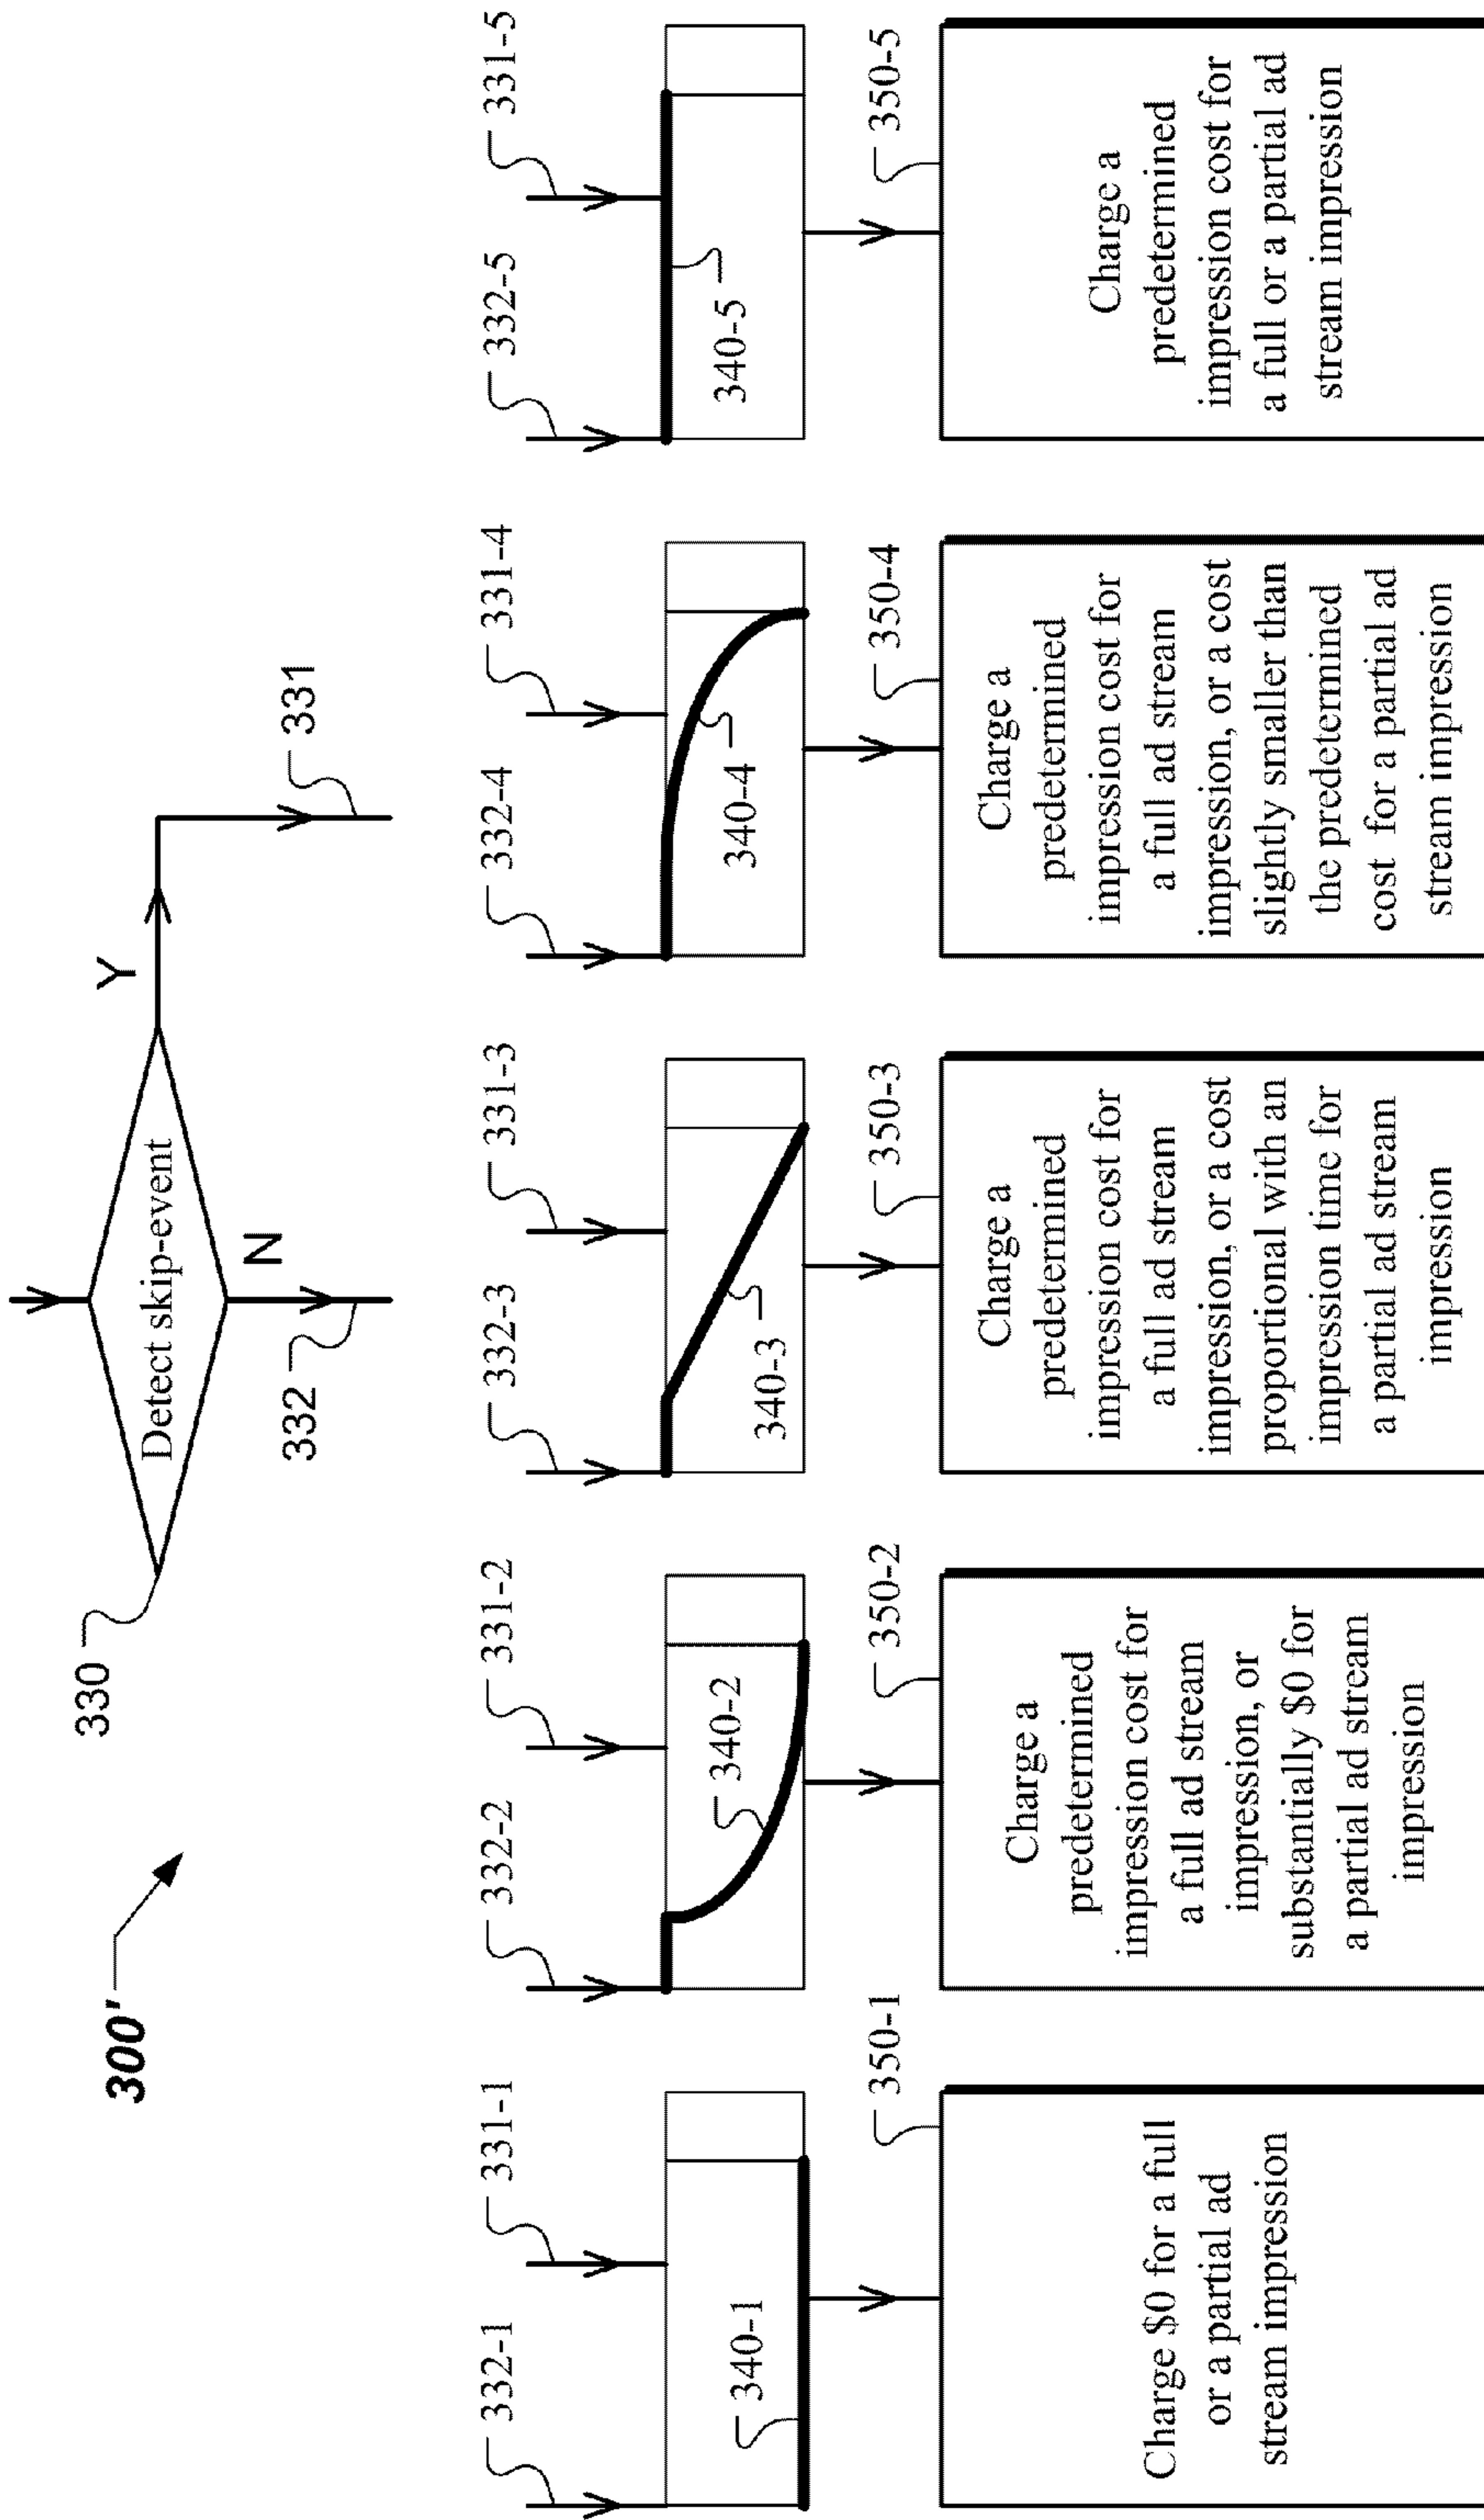 300'
330
Detect skip-event
Y
N
332
331
332-1
331-1
332-2
331-2
332-3
331-3
332-4
331-4
332-5
331-5
340-1
340-2
340-3
340-4
340-5
350-1
350-2
350-3
350-4
350-5
Charge $0 for a full
or a partial ad
stream impression
Charge a
predetermined
impression cost for
a full ad stream
impression, or
substantially $0 for
a partial ad stream
impression
Charge a
predetermined
impression cost for
a full ad stream
impression, or a cost
proportional with an
impression time for
a partial ad stream
impression
Charge a
predetermined
impression cost for
a full ad stream
impression, or a cost
slightly smaller than
the predetermined
cost for a partial ad
stream impression
Charge a
predetermined
impression cost for
a full or a partial ad
stream impression